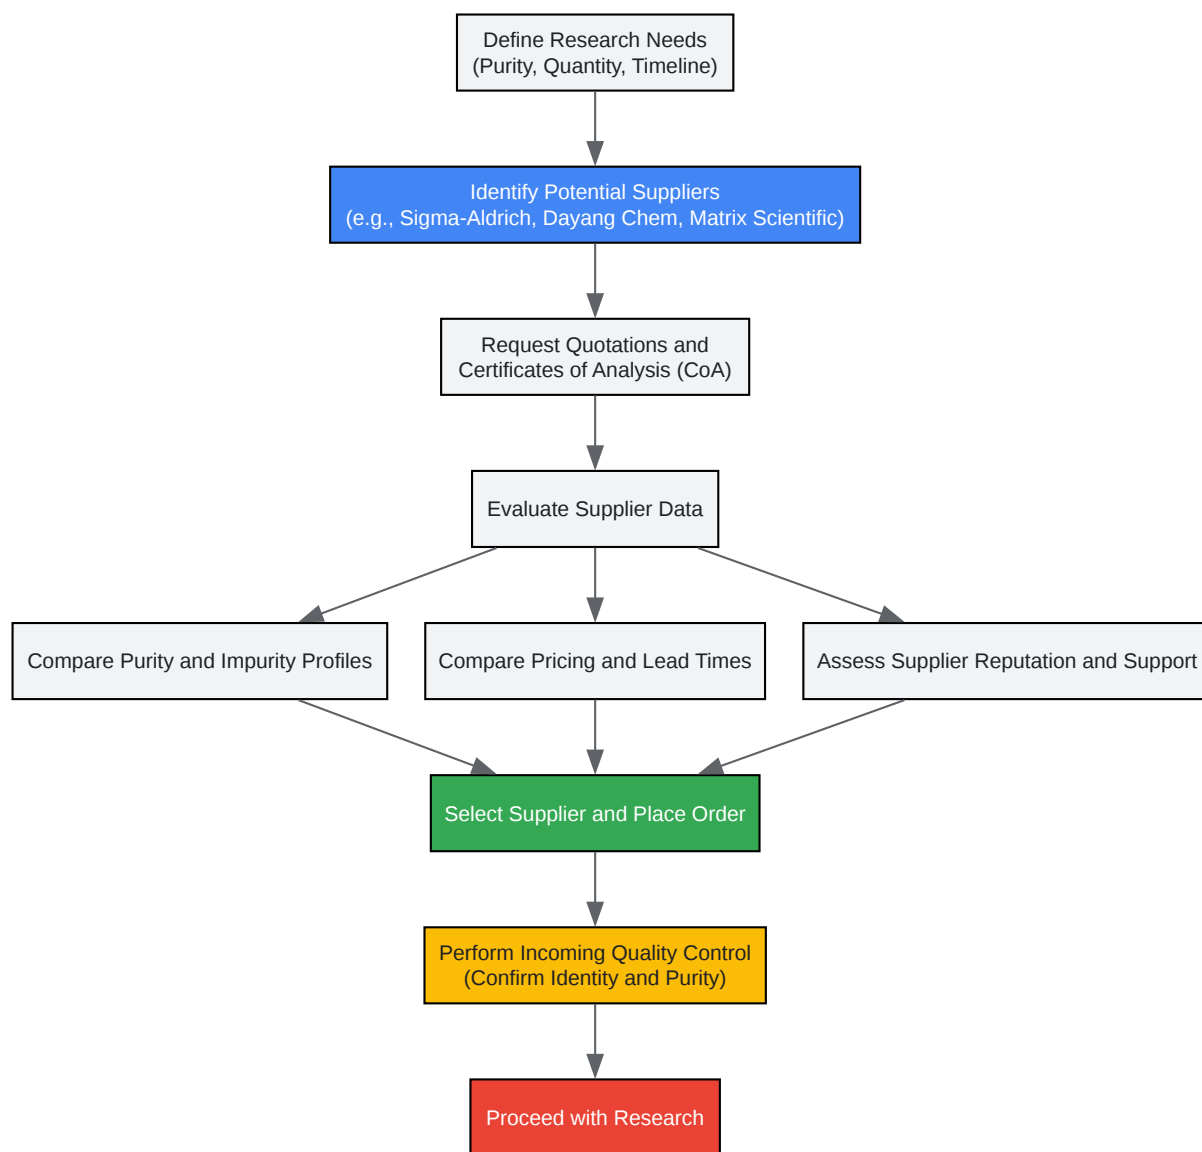 Define Research Needs
(Purity, Quantity, Timeline)
Identify Potential Suppliers
(e.g., Sigma-Aldrich, Dayang Chem, Matrix Scientific)
Request Quotations and
Certificates of Analysis (CoA)
Evaluate Supplier Data
Compare Purity and Impurity Profiles
Compare Pricing and Lead Times
Assess Supplier Reputation and Support
Select Supplier and Place Order
Perform Incoming Quality Control
(Confirm Identity and Purity)
Proceed with Research